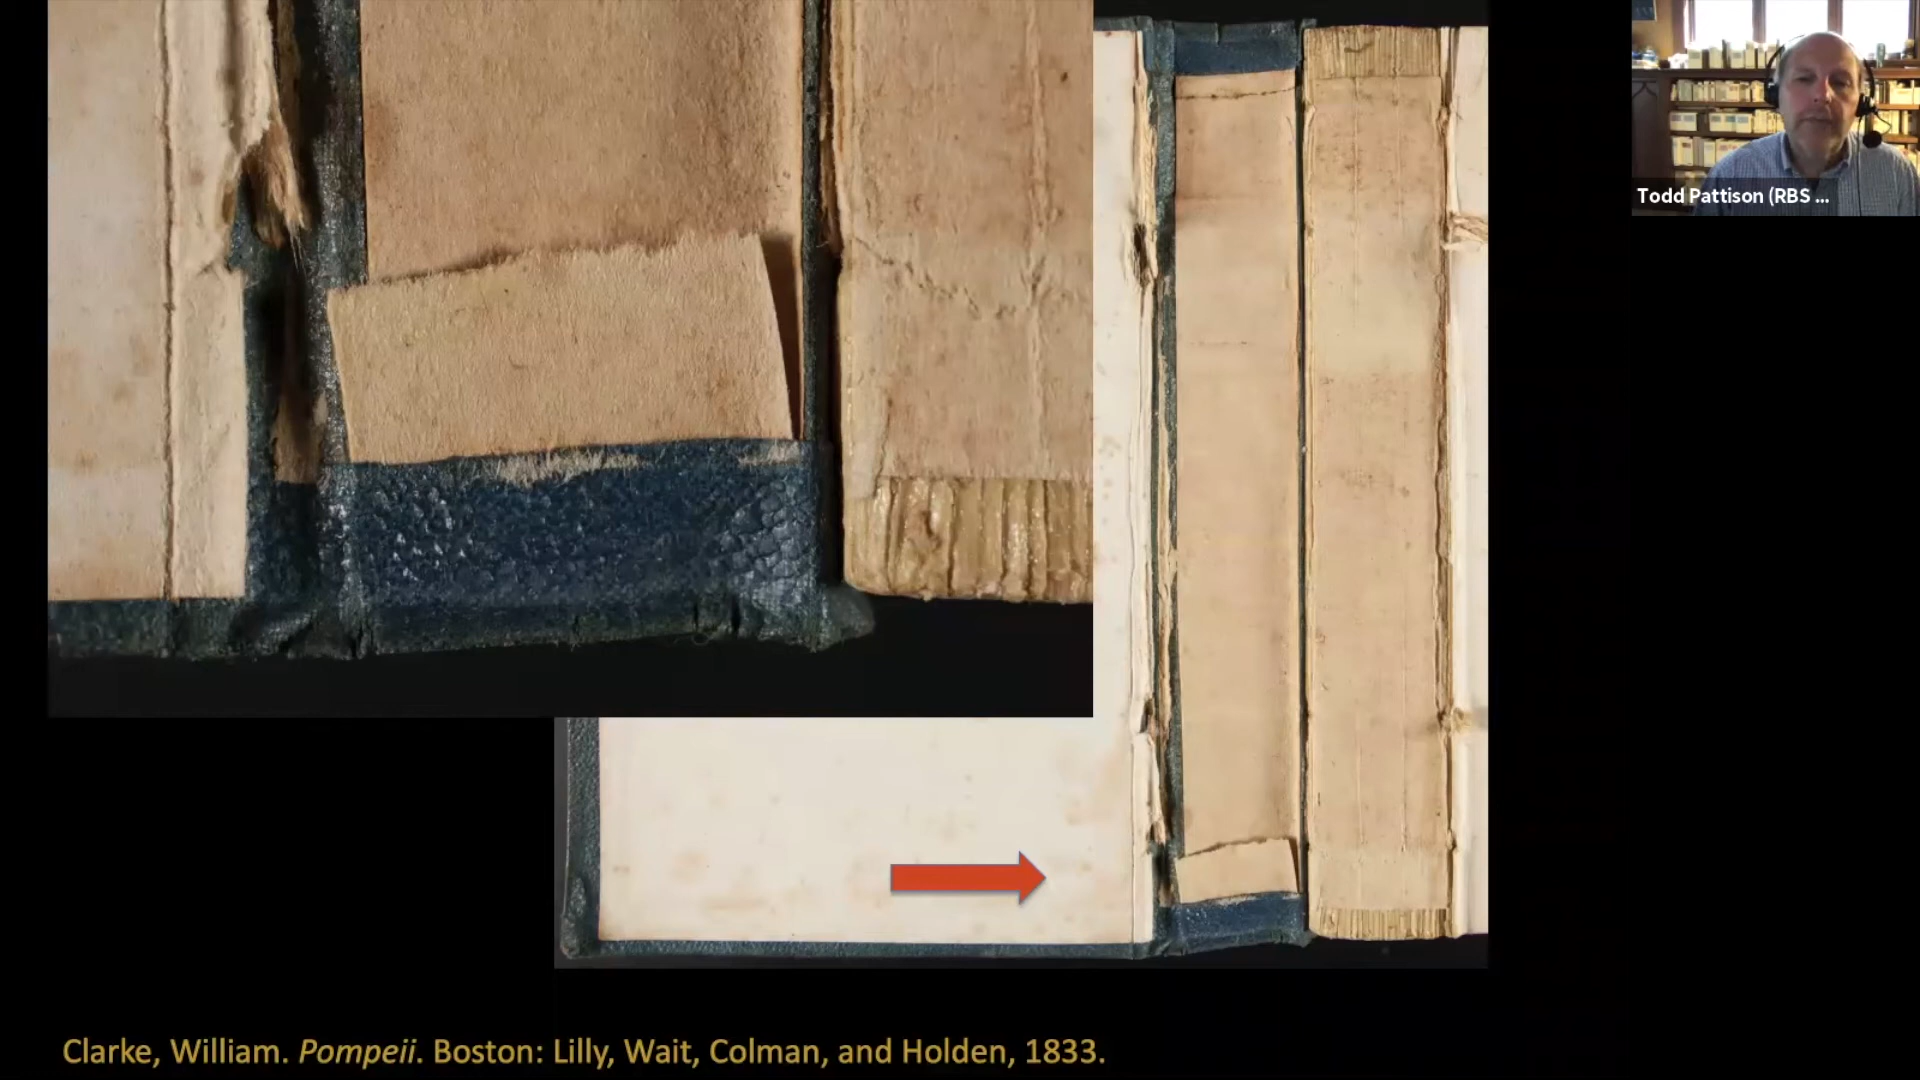 Todd Pattison (RBS ...
Clarke, William. Pompeii. Boston: Lilly, Wait, Colman, and Holden, 1833.